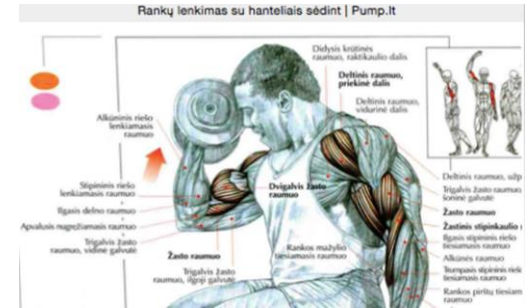 Rankų lenkimas su hanteliais sėdint | Pump.lt
Didysis krūtinės
raumuo, raktikaulio dalis
Deltinis raumuo,
priekinė dalis
Deltinis raumuo,
vidurinė dalis
Alkūninis riešo
lenkiamasis
raumuo
Stipininis riešo
lenkiamasis raumuo
Ilgasis delno raumuo
Apvalusis nugręžiamasis raumuo
Trigalvis žasto
raumuo, vidinė galvutė
Žasto raumuo
Trigalvis žasto
raumuo, ilgoji galvutė
Dvigalvis žasto
raumuo
Rankos mažylio
tiesiamasis raumuo
Deltinis raumuo, užp
Trigalvis žasto raumuo
šoninė galvutė
Žasto raumuo
Žastinis stipinkaulio
Ilgasis stipininis riešo
tiesiamasis raumuo
Alkūnės raumuo
Trumpasis stipininis rieš
tiesiamasis raumuo
Rankos pirštų tiesiam
raumuo